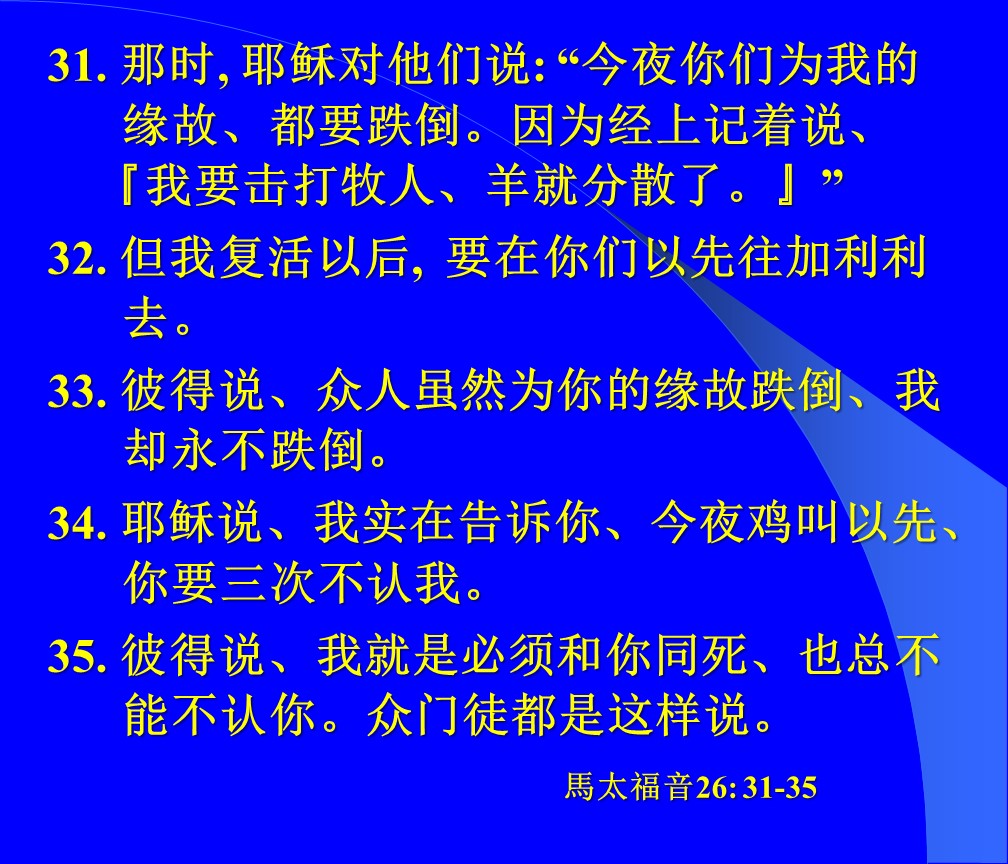 31. 那时, 耶稣对他们说: “今夜你们为我的
缘故、都要跌倒。因为经上记着说、
『我要击打牧人、羊就分散了。』”
32. 但我复活以后, 要在你们以先往加利利
去。
33. 彼得说、众人虽然为你的缘故跌倒、我
却永不跌倒。
34. 耶稣说、我实在告诉你、今夜鸡叫以先、
你要三次不认我。
35. 彼得说、我就是必须和你同死、也总不
能不认你。众门徒都是这样说。
馬太福音26: 31-35